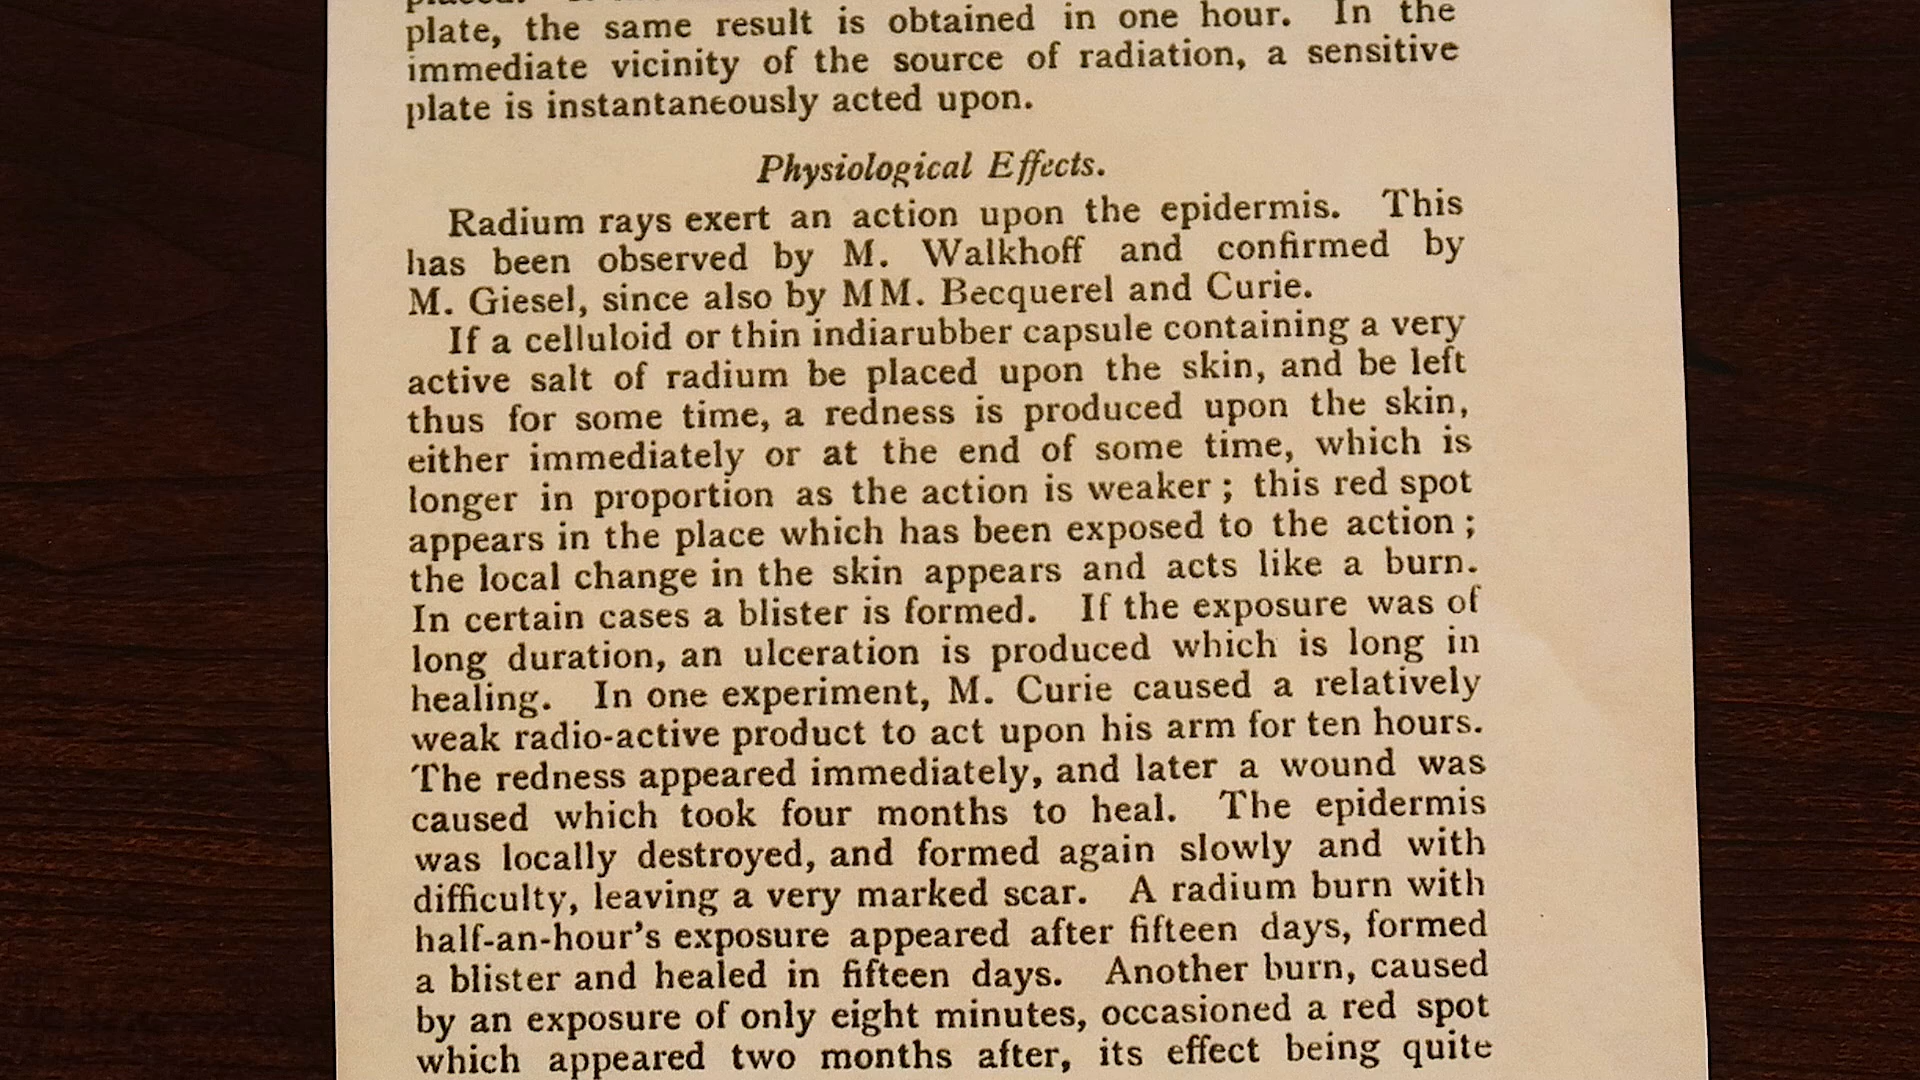 plate, the same result is obtained in one hour. In the
immediate vicinity of the source of radiation, a sensitive
plate is instantaneously acted upon.
Physiological Effects.
Radium rays exert an action upon the epidermis. This
has been observed by M. Walkhoff and confirmed by
M. Giesel, since also by MM. Becquerel and Curie.
If a celluloid or thin indiarubber capsule containing a very
active salt of radium be placed upon the skin, and be left
thus for some time, a redness is produced upon the skin,
either immediately or at the end of some time, which is
longer in proportion as the action is weaker; this red spot
appears in the place which has been exposed to the action;
the local change in the skin appears and acts like a burn.
In certain cases a blister is formed. If the exposure was of
long duration, an ulceration is produced which is long in
healing. In one experiment, M. Curie caused a relatively
weak radio-active product to act upon his arm for ten hours.
The redness appeared immediately, and later a wound was
caused which took four months to heal. The epidermis
was locally destroyed, and formed again slowly and with
difficulty, leaving a very marked scar. A radium burn with
half-an-hour's exposure appeared after fifteen days, formed
a blister and healed in fifteen days. Another burn, caused
by an exposure of only eight minutes, occasioned a red spot
which appeared two months after, its effect being quite